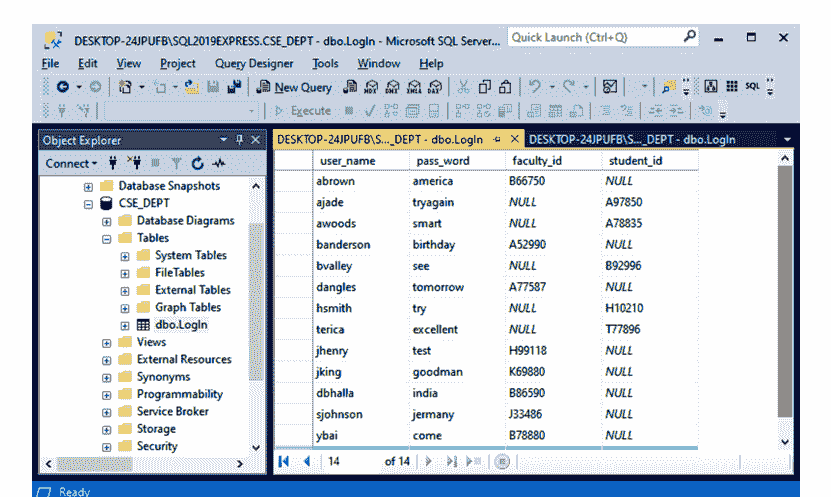 DESKTOP-24JPUFB\SQL2019EXPRESS.CSE_DEPT - dbo.LogIn - Microsoft SQL Server... Quick Launch (Ctrl+Q)
File Edit View Project Query Designer Tools Window Help
New Query MDX DMX XMLA DAX SQL
Execute
Object Explorer DESKTOP-24JPUFB\S..._DEPT - dbo.LogIn DESKTOP-24JPUFB\S..._DEPT - dbo.LogIn
Connect
Database Snapshots
CSE_DEPT
Database Diagrams
Tables
System Tables
FileTables
External Tables
Graph Tables
dbo.LogIn
Views
External Resources
Synonyms
Programmability
Service Broker
Storage
Security
user_name pass_word faculty_id student_id
abrown america B66750 NULL
ajade tryagain NULL A97850
awoods smart NULL A78835
banderson birthday A52990 NULL
bvalley see NULL B92996
dangles tomorrow A77587 NULL
hsmith try NULL H10210
terica excellent NULL T77896
jhenry test H99118 NULL
jking goodman K69880 NULL
dbhalla india B86590 NULL
sjohnson jermany J33486 NULL
ybai come B78880 NULL
14 of 14
Ready